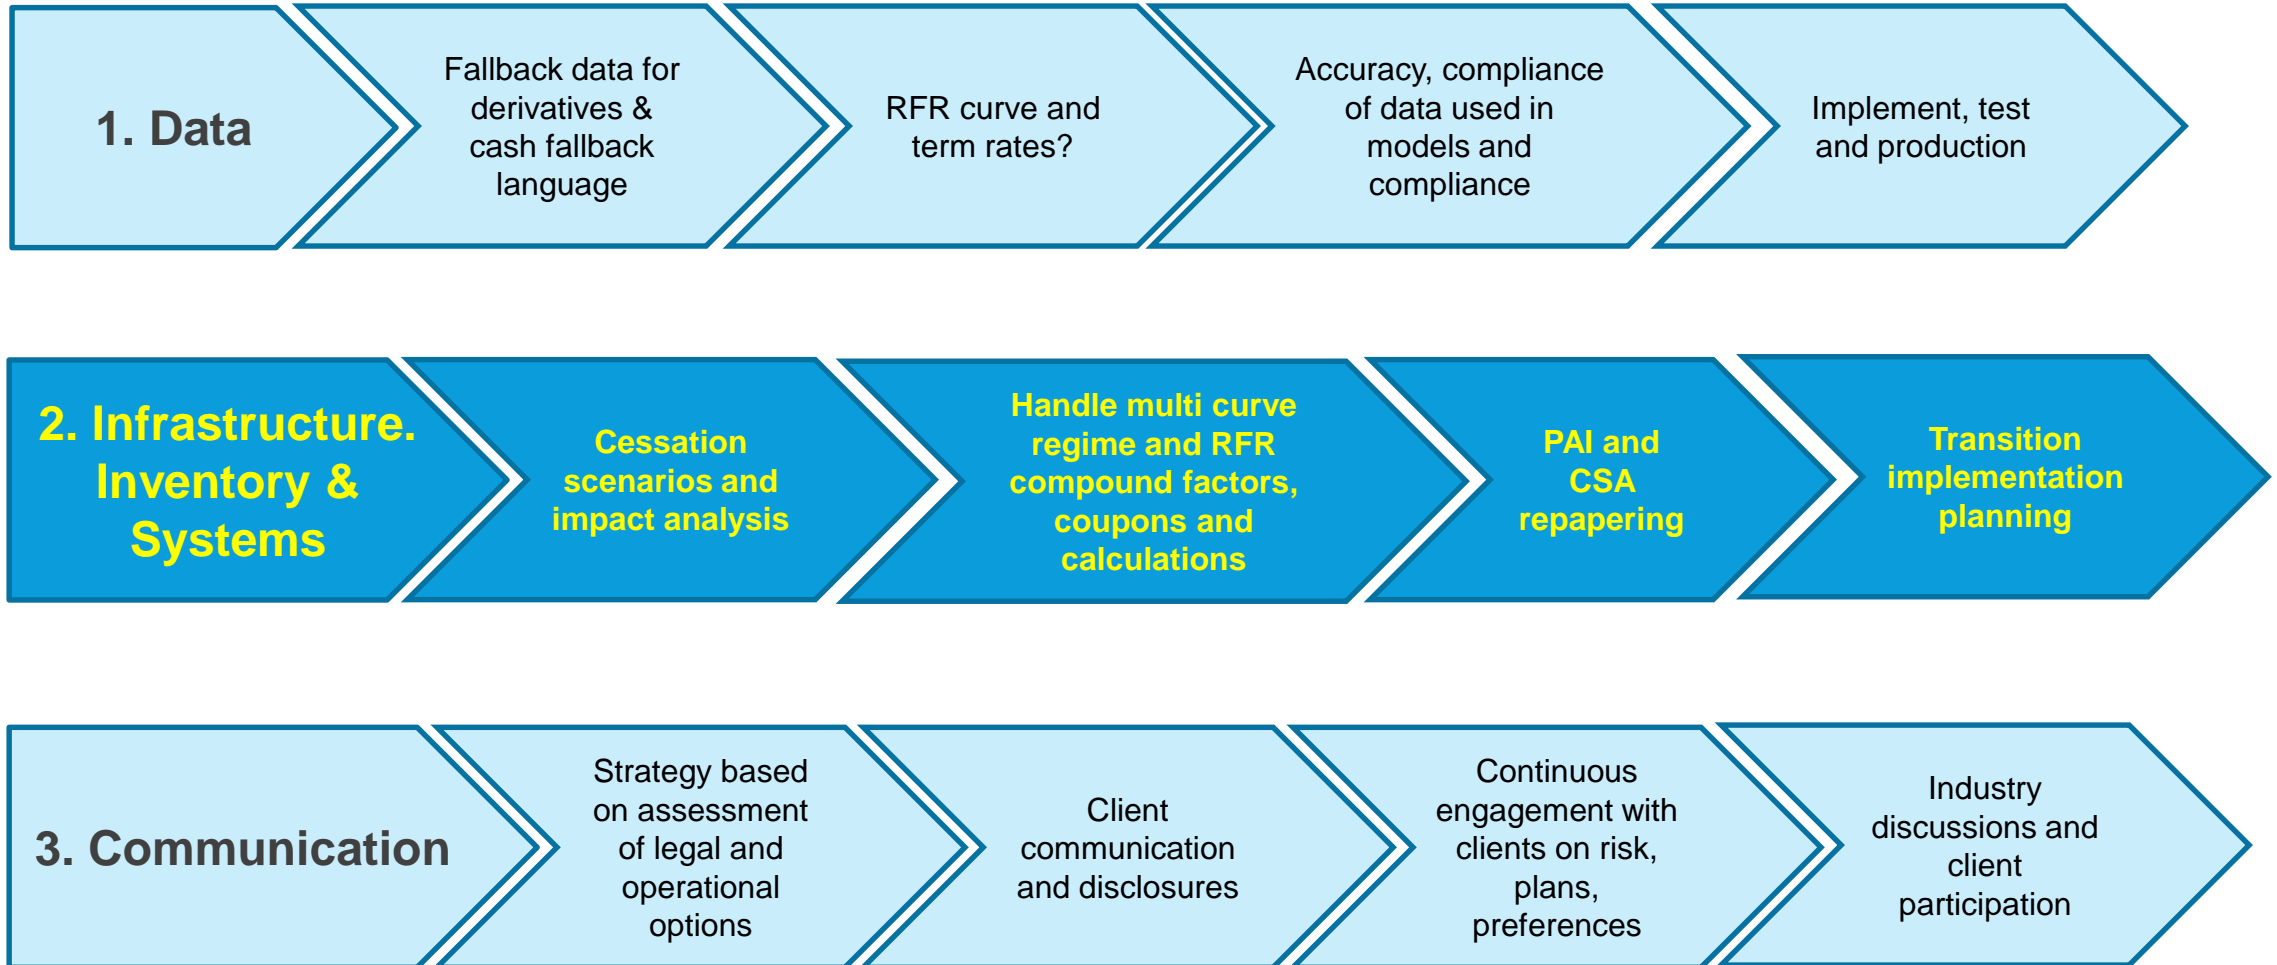 1. Data
Fallback data for
derivatives &
cash fallback
language
RFR curve and
term rates?
Accuracy, compliance
of data used in
models and
compliance
Implement, test
and production
2. Infrastructure.
Inventory &
Systems
Cessation
scenarios and
impact analysis
Handle multi curve
regime and RFR
compound factors,
coupons and
calculations
PAI and
CSA
repapering
Transition
implementation
planning
3. Communication
Strategy based
on assessment
of legal and
operational
options
Client
communication
and disclosures
Continuous
engagement with
clients on risk,
plans,
preferences
Industry
discussions and
client
participation